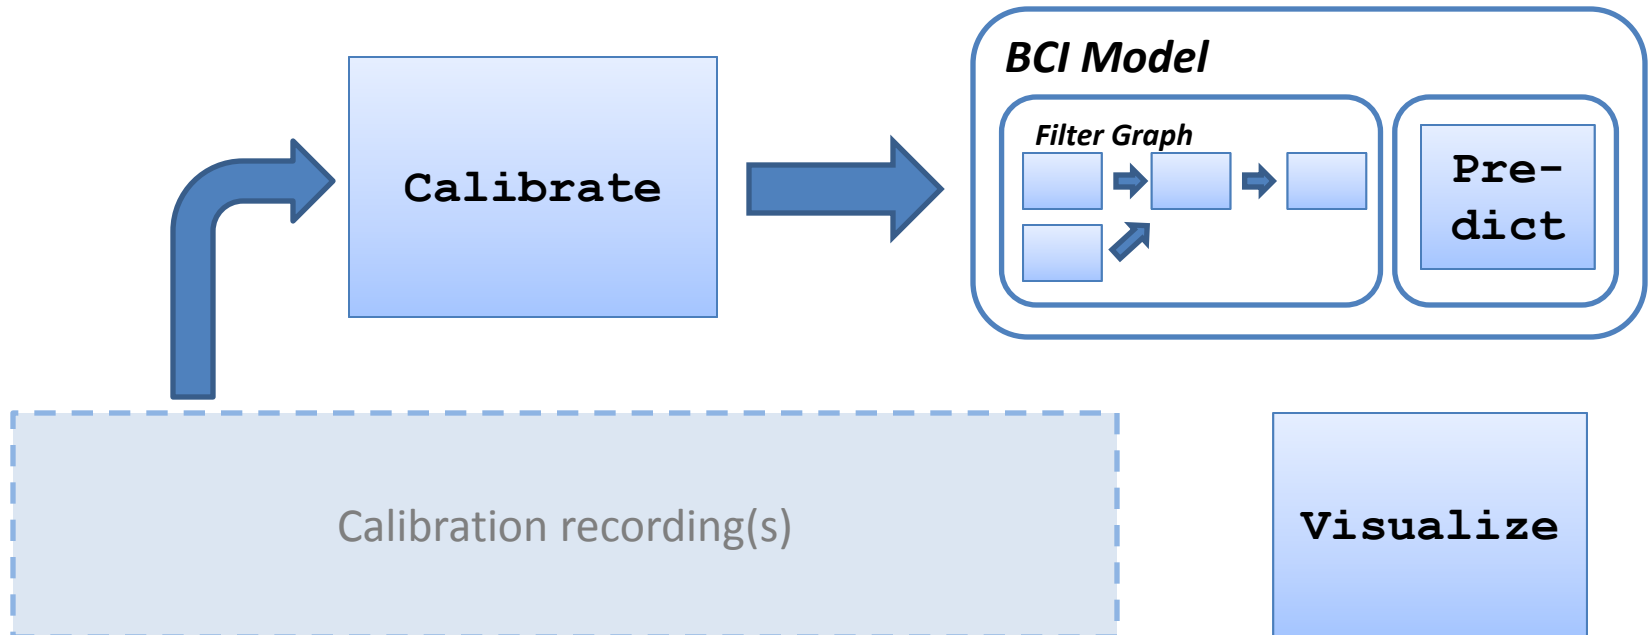 BCI Model
Filter Graph
Calibrate
Pre-
dict
Calibration recording(s)
Visualize